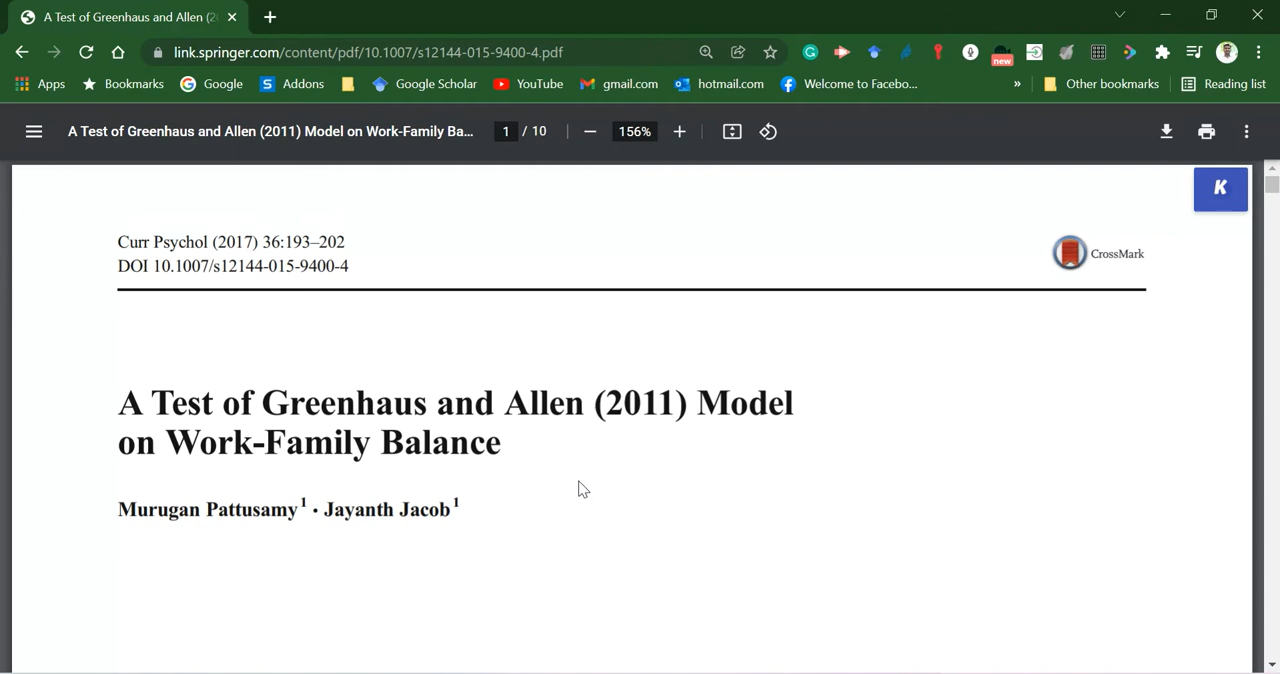 A Test of Greenhaus and Allen (2
link.springer.com/content/pdf/10.1007/s12144-015-9400-4.pdf
new
Apps Bookmarks Google Addons Google Scholar YouTube gmail.com hotmail.com Welcome to Facebo... » Other bookmarks Reading list
A Test of Greenhaus and Allen (2011) Model on Work-Family Ba... 1 / 10 156%
K
Curr Psychol (2017) 36:193–202
DOI 10.1007/s12144-015-9400-4
CrossMark
A Test of Greenhaus and Allen (2011) Model
on Work-Family Balance
Murugan Pattusamy1 · Jayanth Jacob1